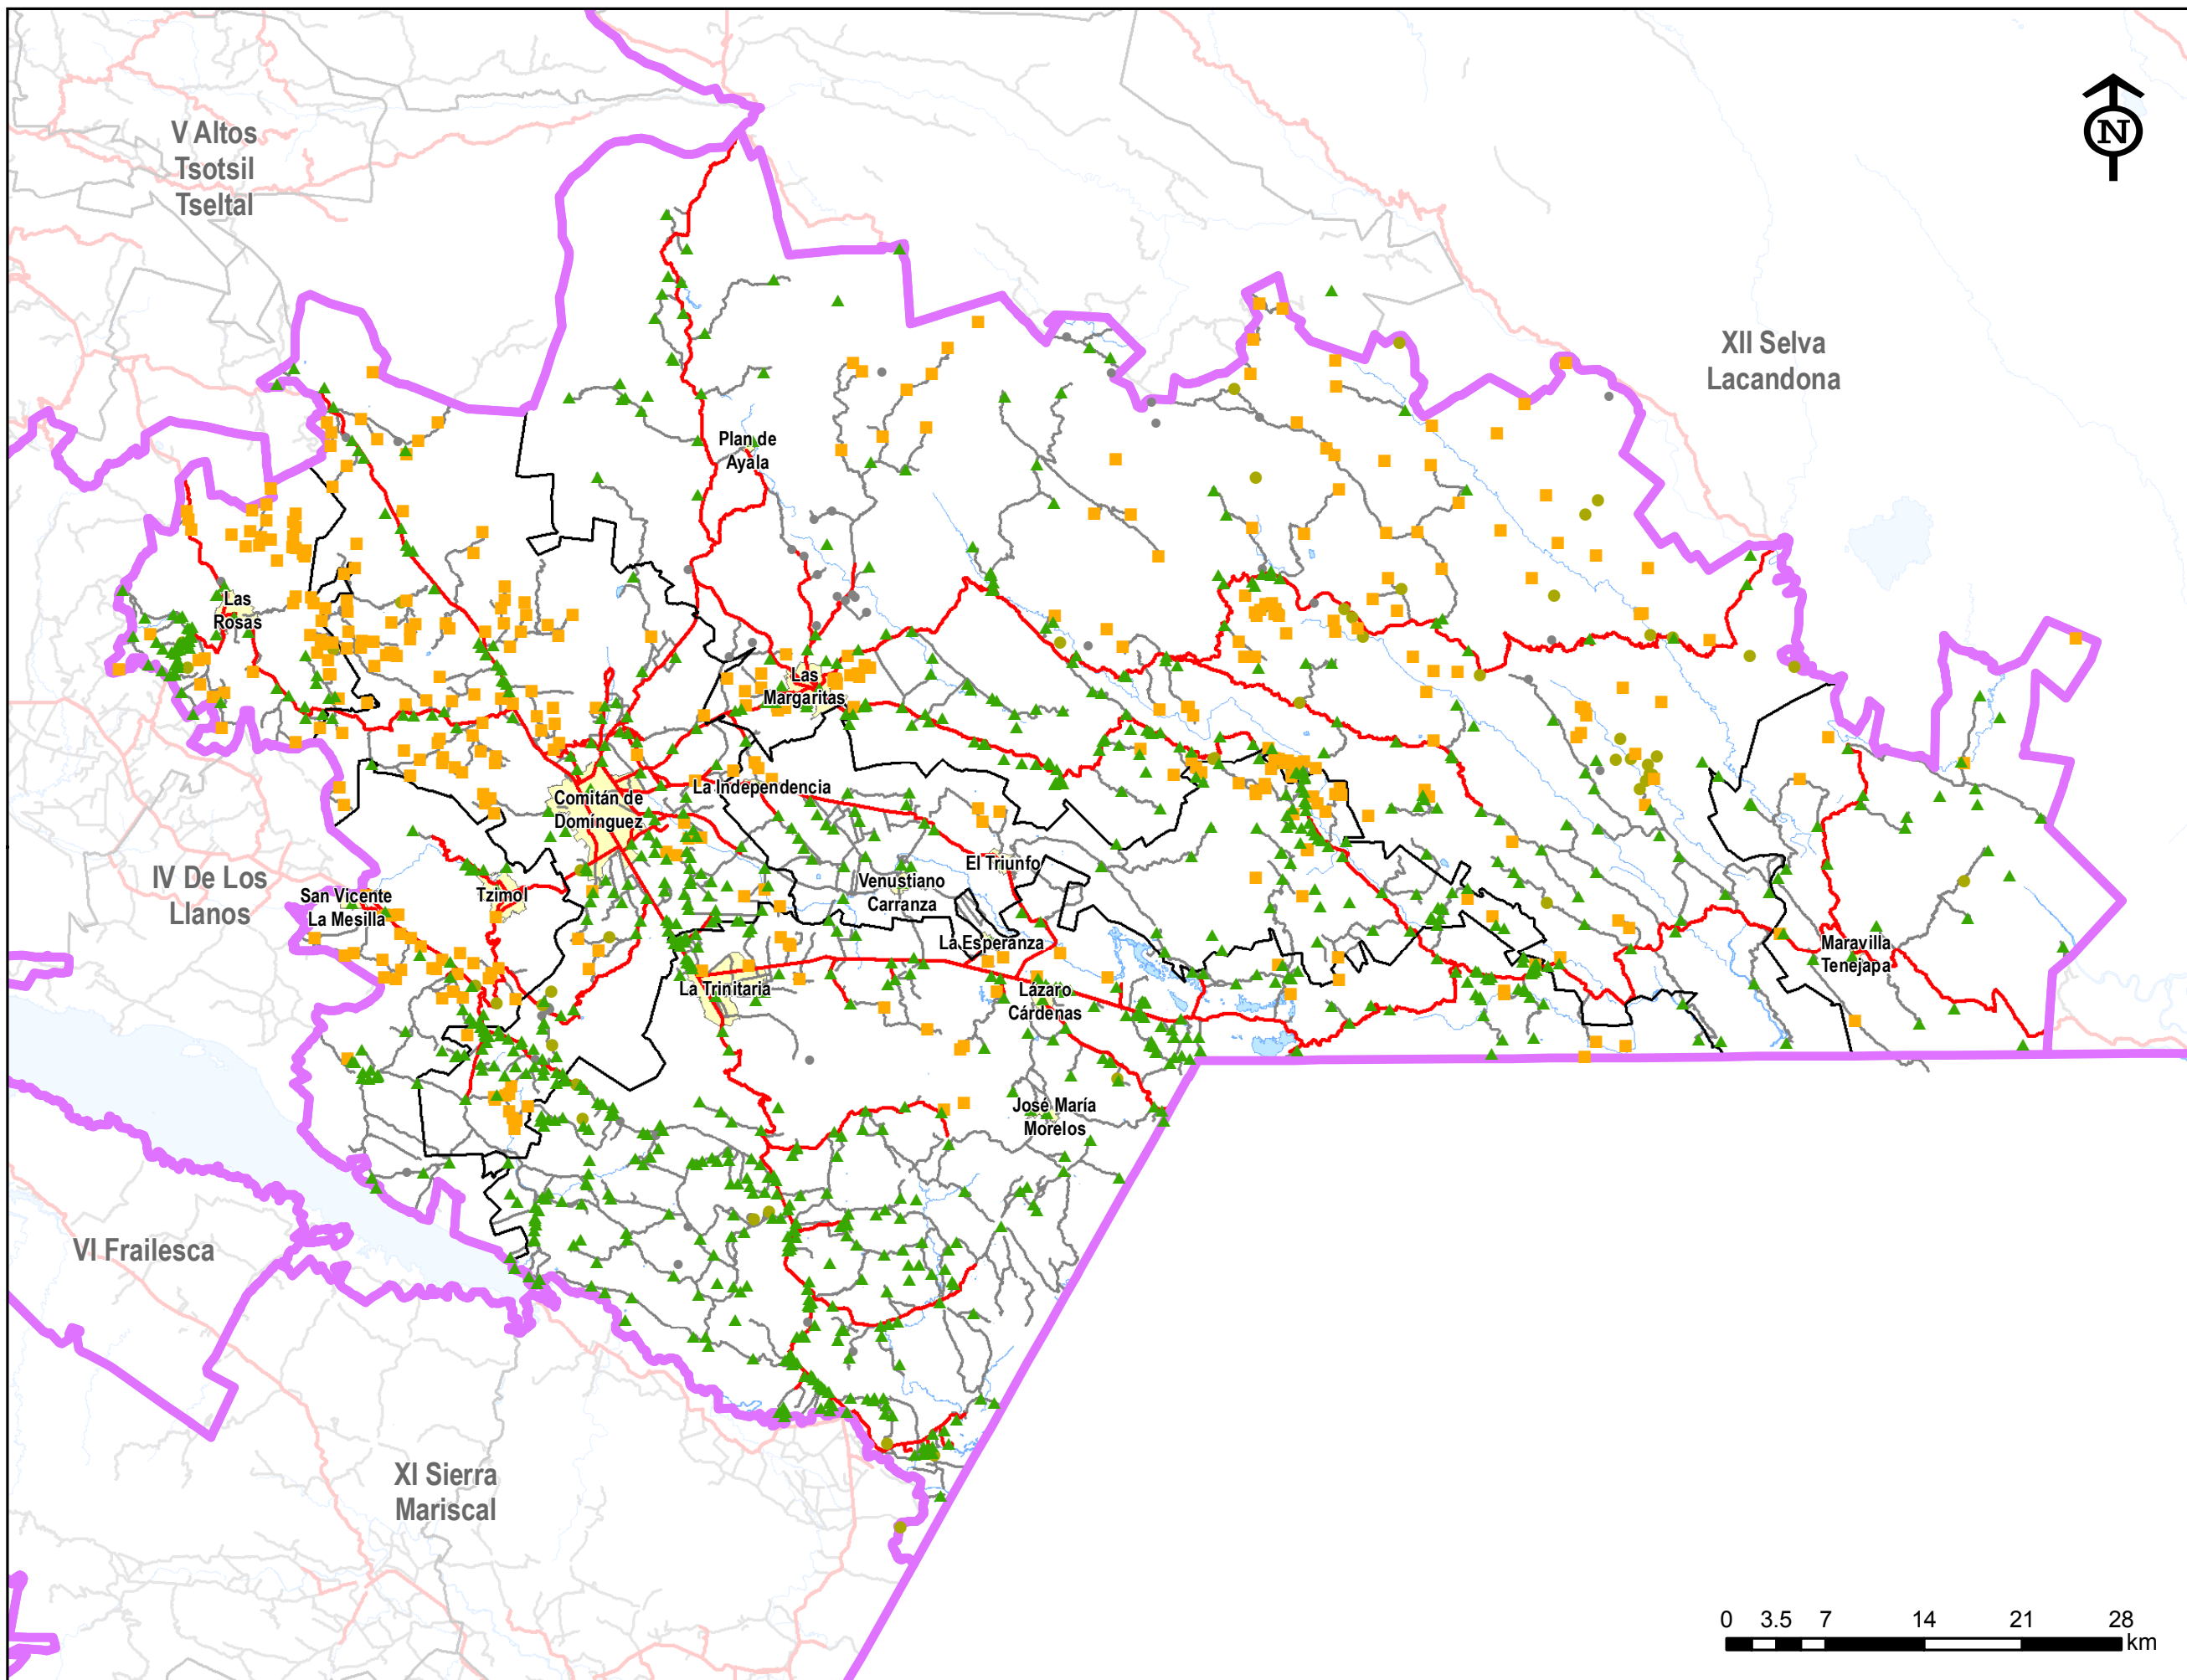 V Altos
Tsotsil
Tseltal
N
XII Selva
Lacandona
Plan de
Ayala
Las
Rosas
Las
Margaritas
La Independencia
Comitán de
Domínguez
El Triunfo
IV De Los
Llanos
San Vicente
La Mesilla
Tzimol
Venustiano
Carranza
La Esperanza
Maravilla
Tenejapa
La Trinitaria
Lázaro
Cárdenas
José María
Morelos
VI Frailesca
XI Sierra
Mariscal
0 3.5 7 14 21 28
km